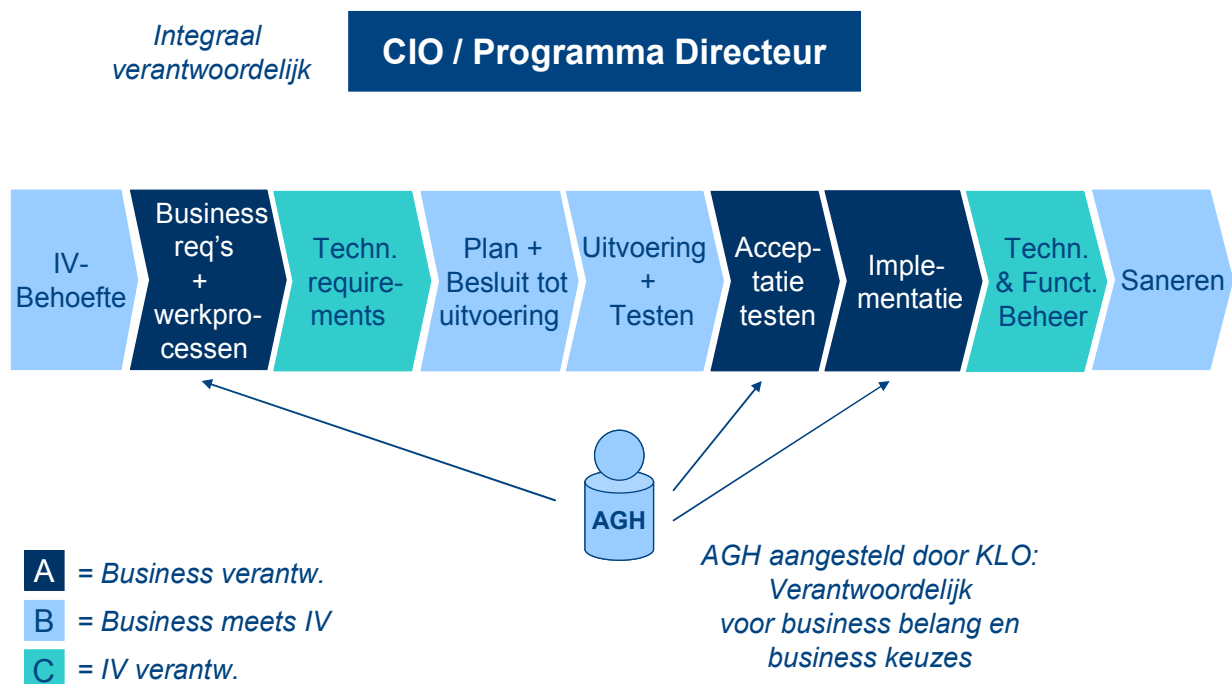 Integraal
verantwoordelijk
CIO / Programma Directeur
IV-
Behoefte
Business
req's
+
werkpro-
cessen
Techn.
require-
ments
Plan +
Besluit tot
uitvoering
Uitvoering
+
Testen
Accep-
tatie
testen
Imple-
mentatie
Techn.
& Funct.
Beheer
Saneren
AGH
A = Business verantw.
B = Business meets IV
C = IV verantw.
AGH aangesteld door KLO:
Verantwoordelijk
voor business belang en
business keuzes